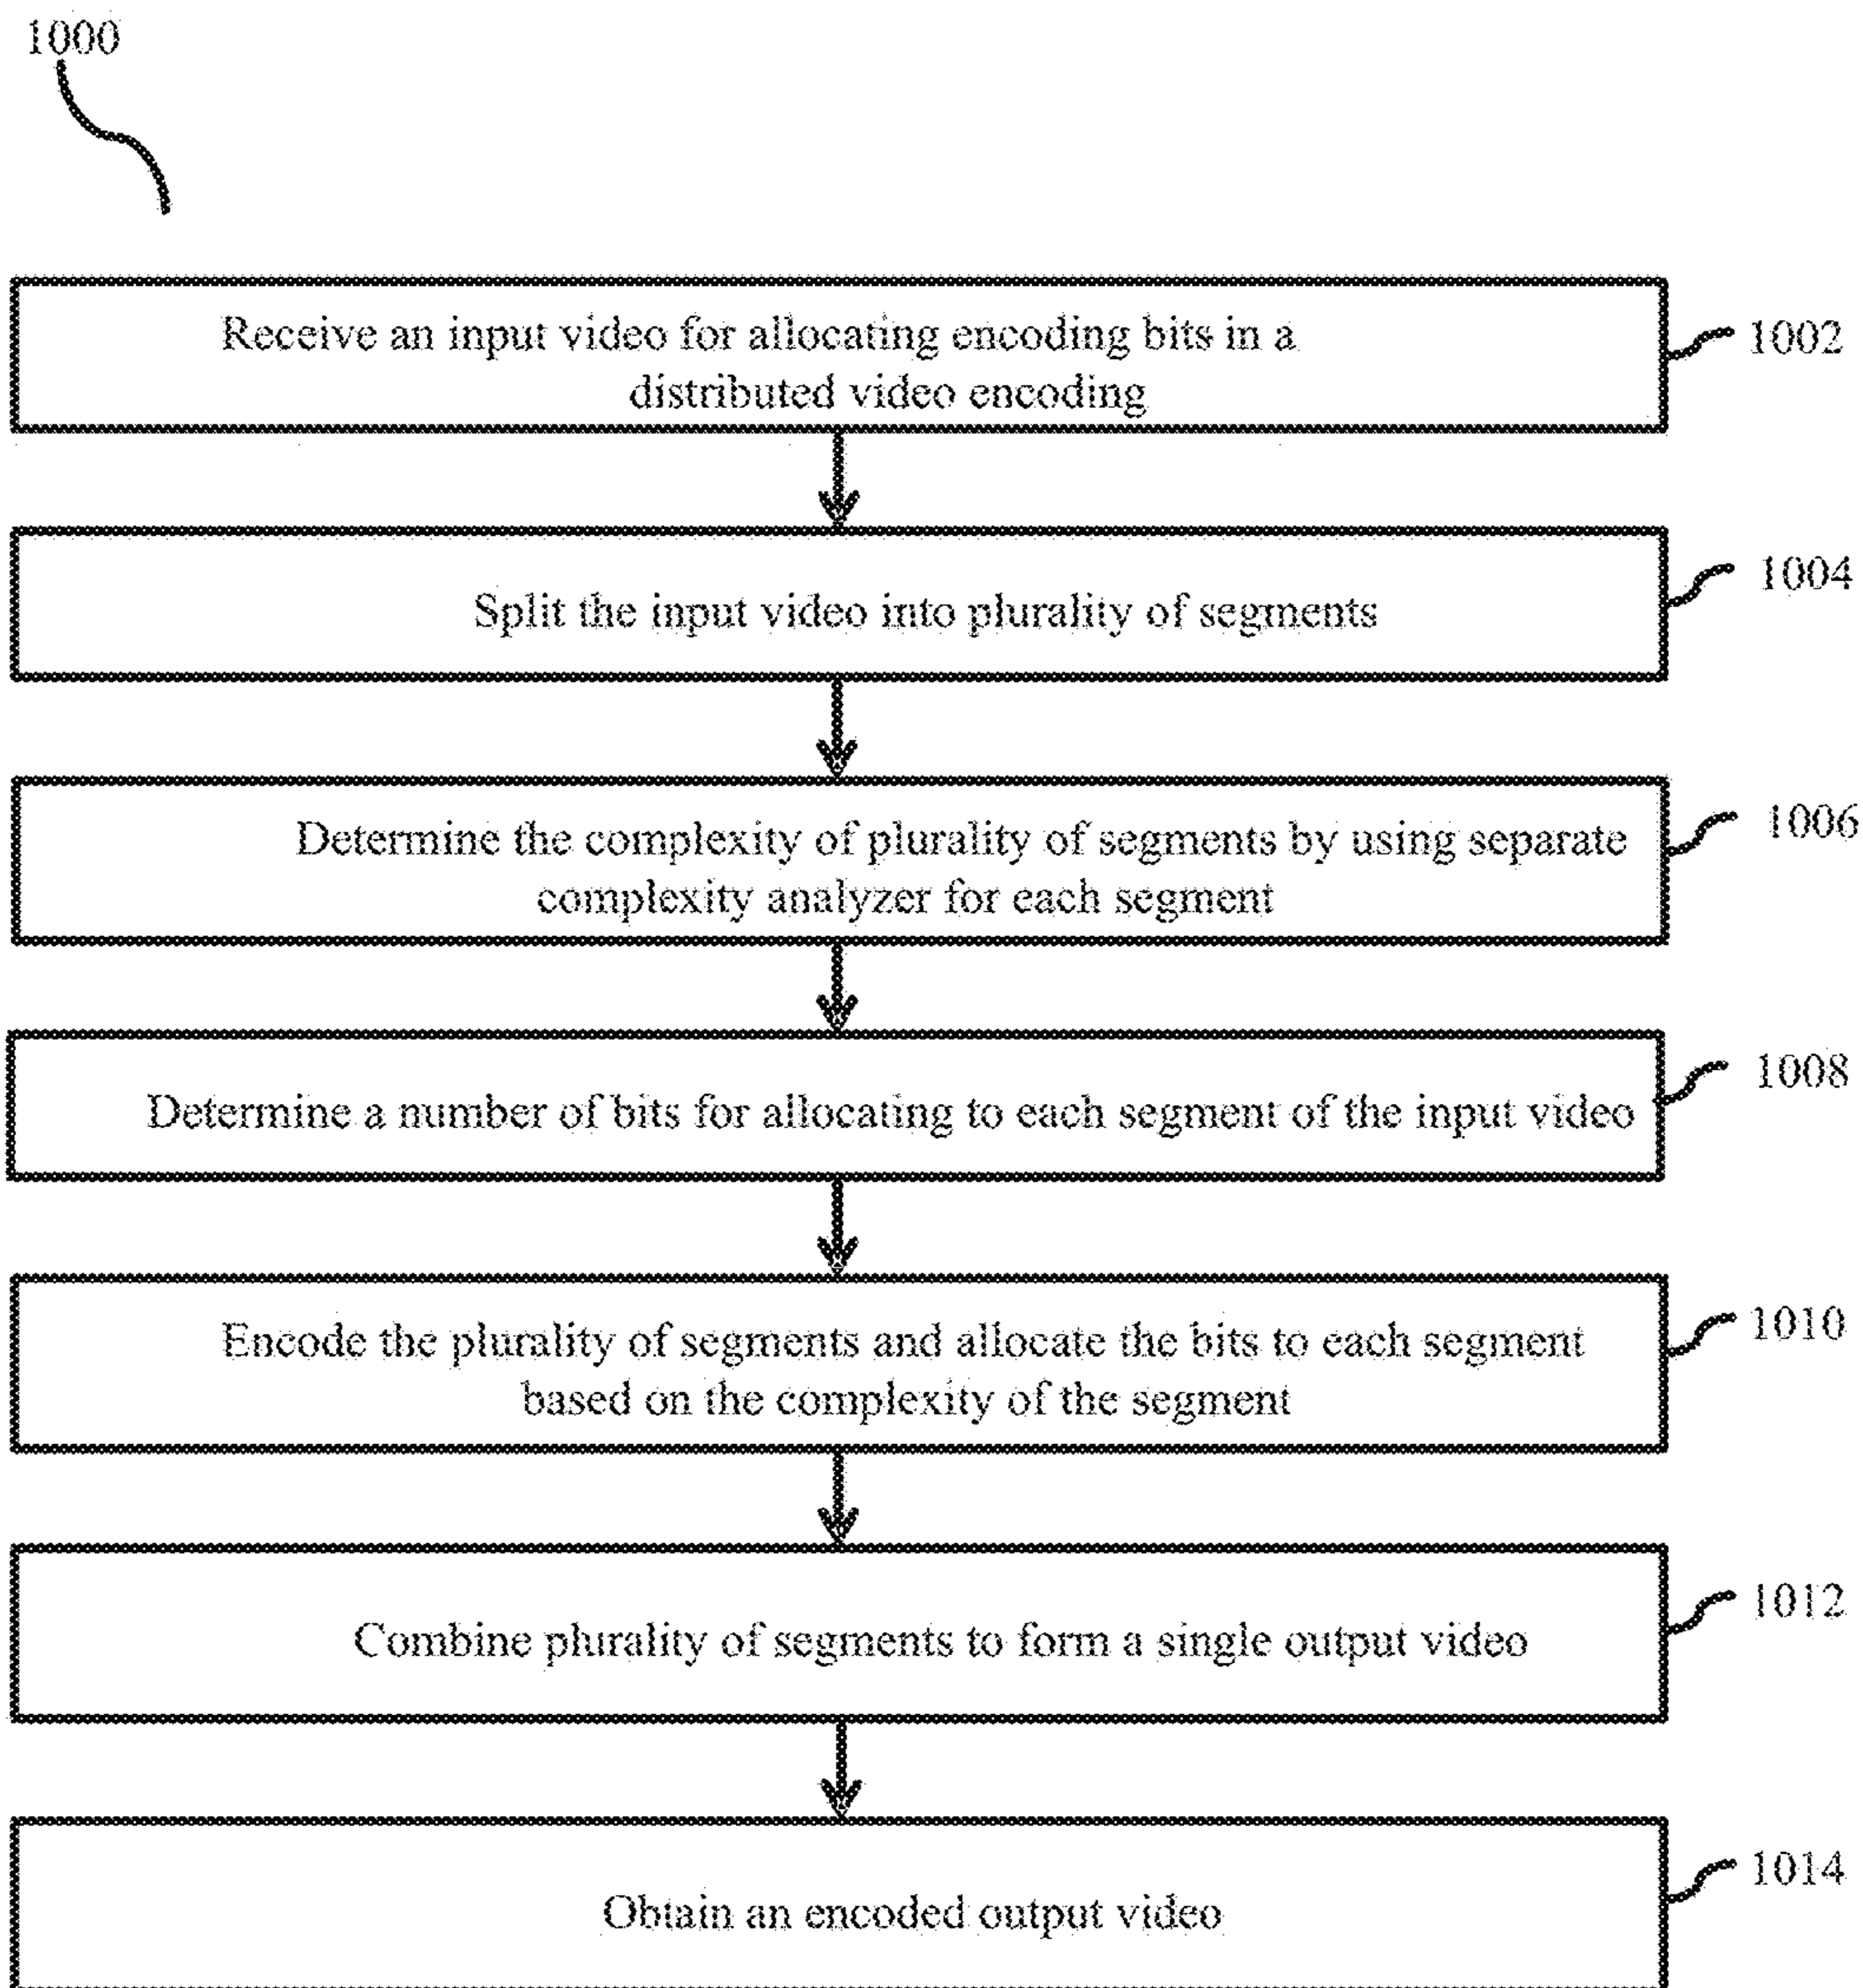 1000
Receive an input video for allocating encoding bits in a
distributed video encoding
1002
Split the input video into plurality of segments
1004
Determine the complexity of plurality of segments by using separate
complexity analyzer for each segment
1006
Determine a number of bits for allocating to each segment of the input video
1008
Encode the plurality of segments and allocate the bits to each segment
based on the complexity of the segment
1010
Combine plurality of segments to form a single output video
1012
Obtain an encoded output video
1014